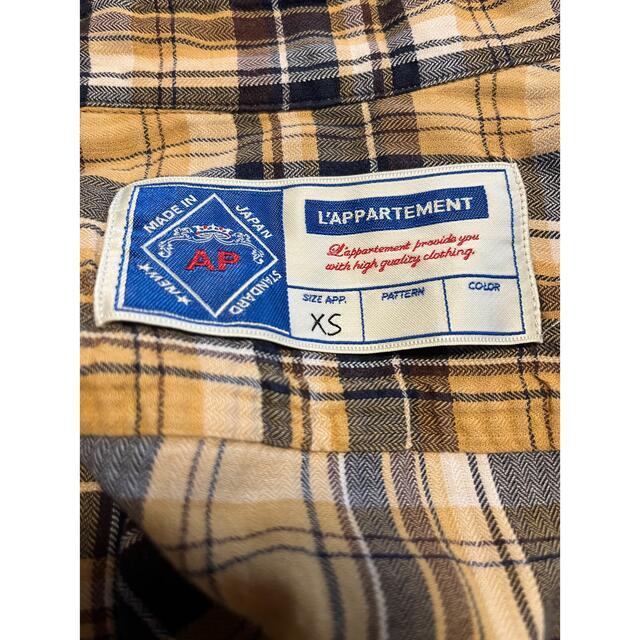 MADE IN
JAPAN
STANDARD
★NEW★
AP
L'APPARTEMENT
L'appartement provide you
with high quality clothing.
SIZE APP.
PATTERN
COLOR
XS